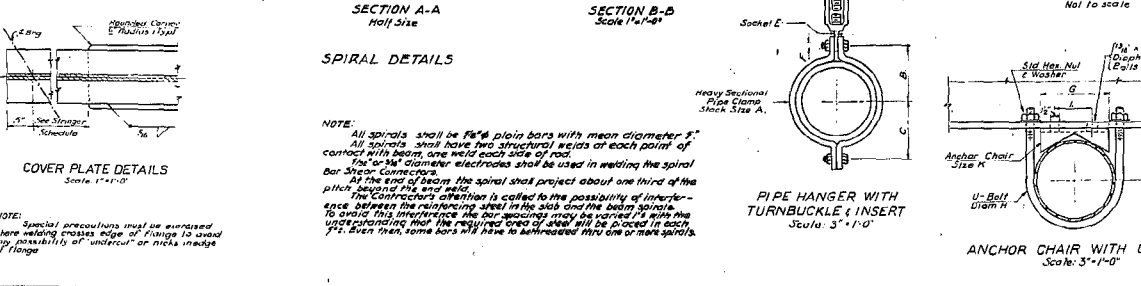 SECTION A-A
Half Size
SECTION B-B
Scale 1"=1'-0"
Not to scale
Rounded Corner
Radius (Typ)
℄ Brg
5"
See Stringer
Schedule
5/16
COVER PLATE DETAILS
Scale: 1"=1'-0"
NOTE:
Special precautions must be exercised
where welding crosses edge of flange to avoid
any possibility of "undercut" or nicks in edge
of flange
SPIRAL DETAILS
NOTE:
All spirals shall be plain bars with mean diameter
All spirals shall have two structural welds at each point of
contact with beam, one weld each side of rod.
diameter electrodes shall be used in welding the spiral
Bar Shear Connectors.
At the end of beam the spiral shall project about one third of the
pitch beyond the end weld.
The Contractor's attention is called to the possibility of interfer-
ence between the reinforcing steel in the slab and the beam spirals.
To avoid this interference the bar spacings may be varied with the
understanding that the required area of steel will be placed in each
Even then, some bars will have to be threaded thru one or more spirals.
Socket E
F
B
C
Heavy Sectional
Pipe Clamp
Stock Size A.
PIPE HANGER WITH
TURNBUCKLE & INSERT
Scale: 3"=1'-0"
Std. Hex. Nut
& Washer
G
L
Anchor Chair
Size K
U-Bolt
Diam H
ANCHOR CHAIR WITH
Scale: 3"=1'-0"